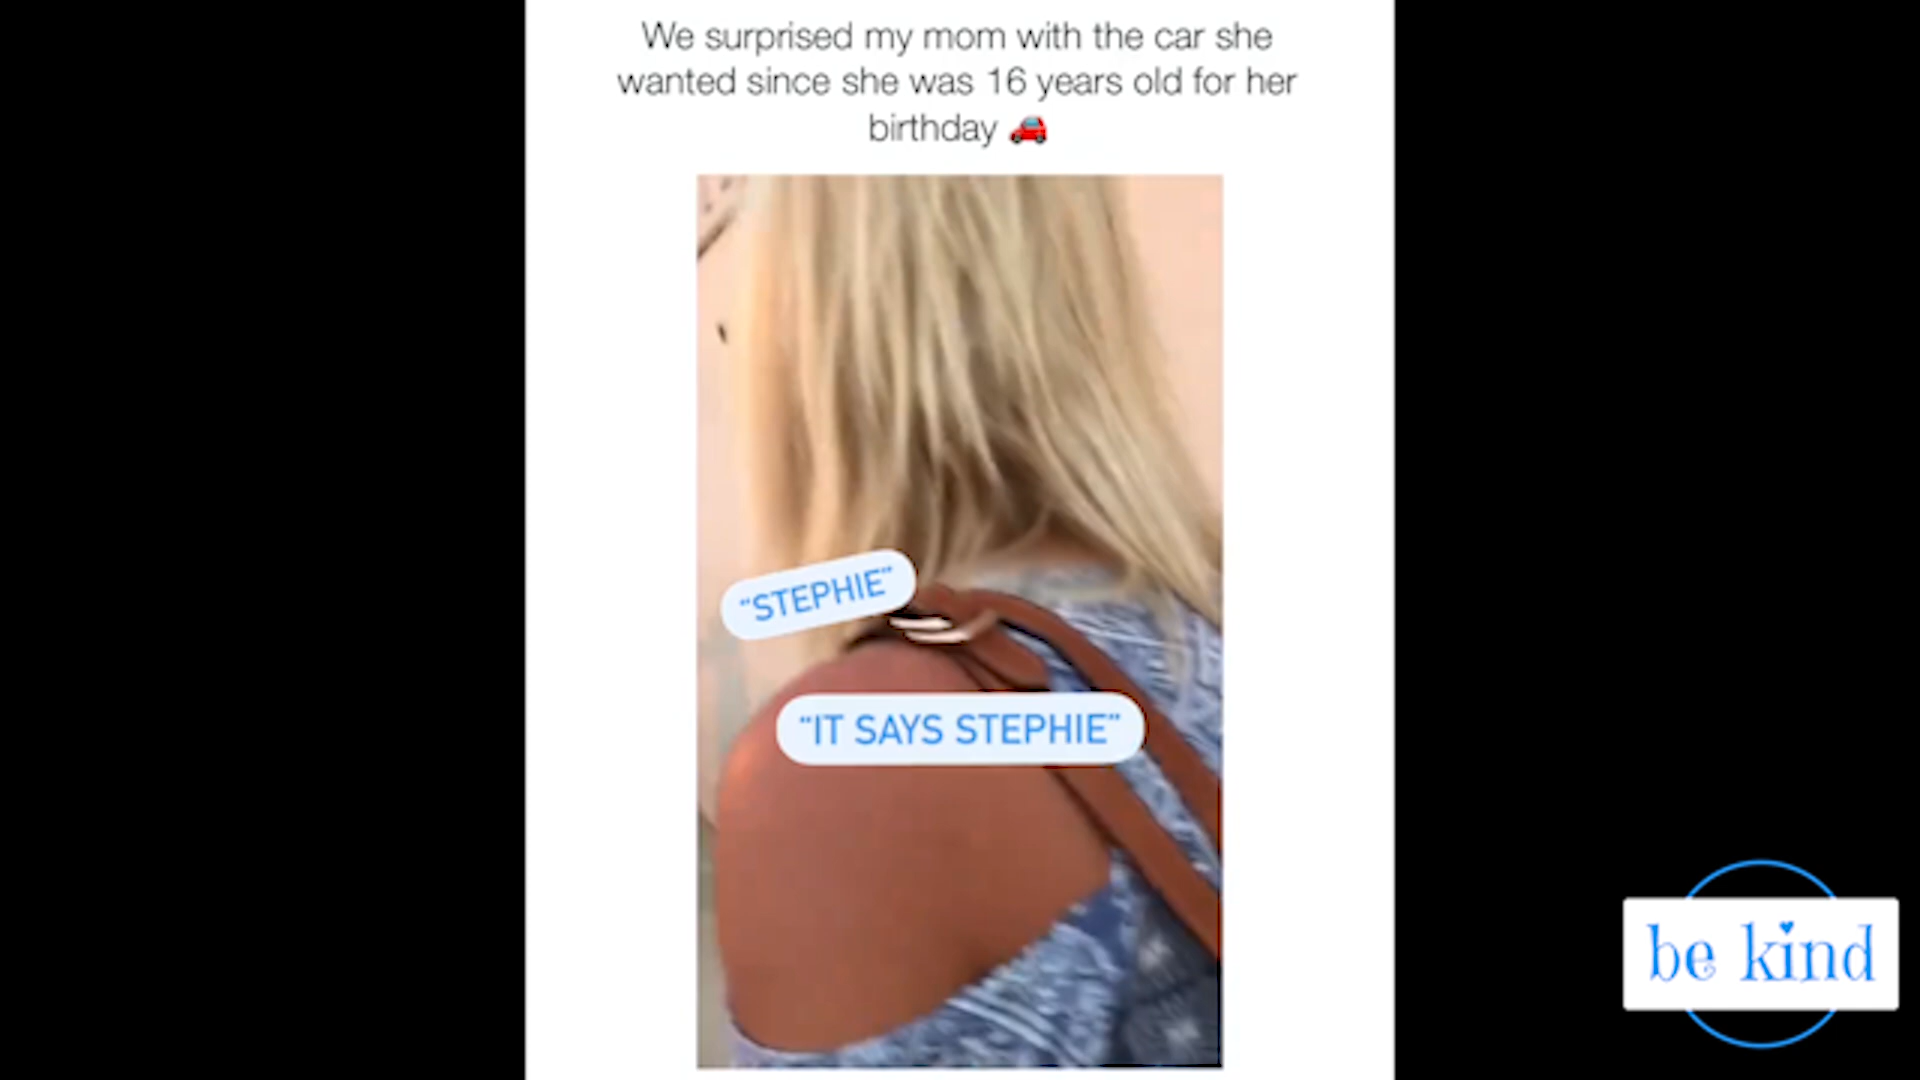 We surprised my mom with the car she
wanted since she was 16 years old for her
birthday 🚗
"STEPHIE"
"IT SAYS STEPHIE"
be kind